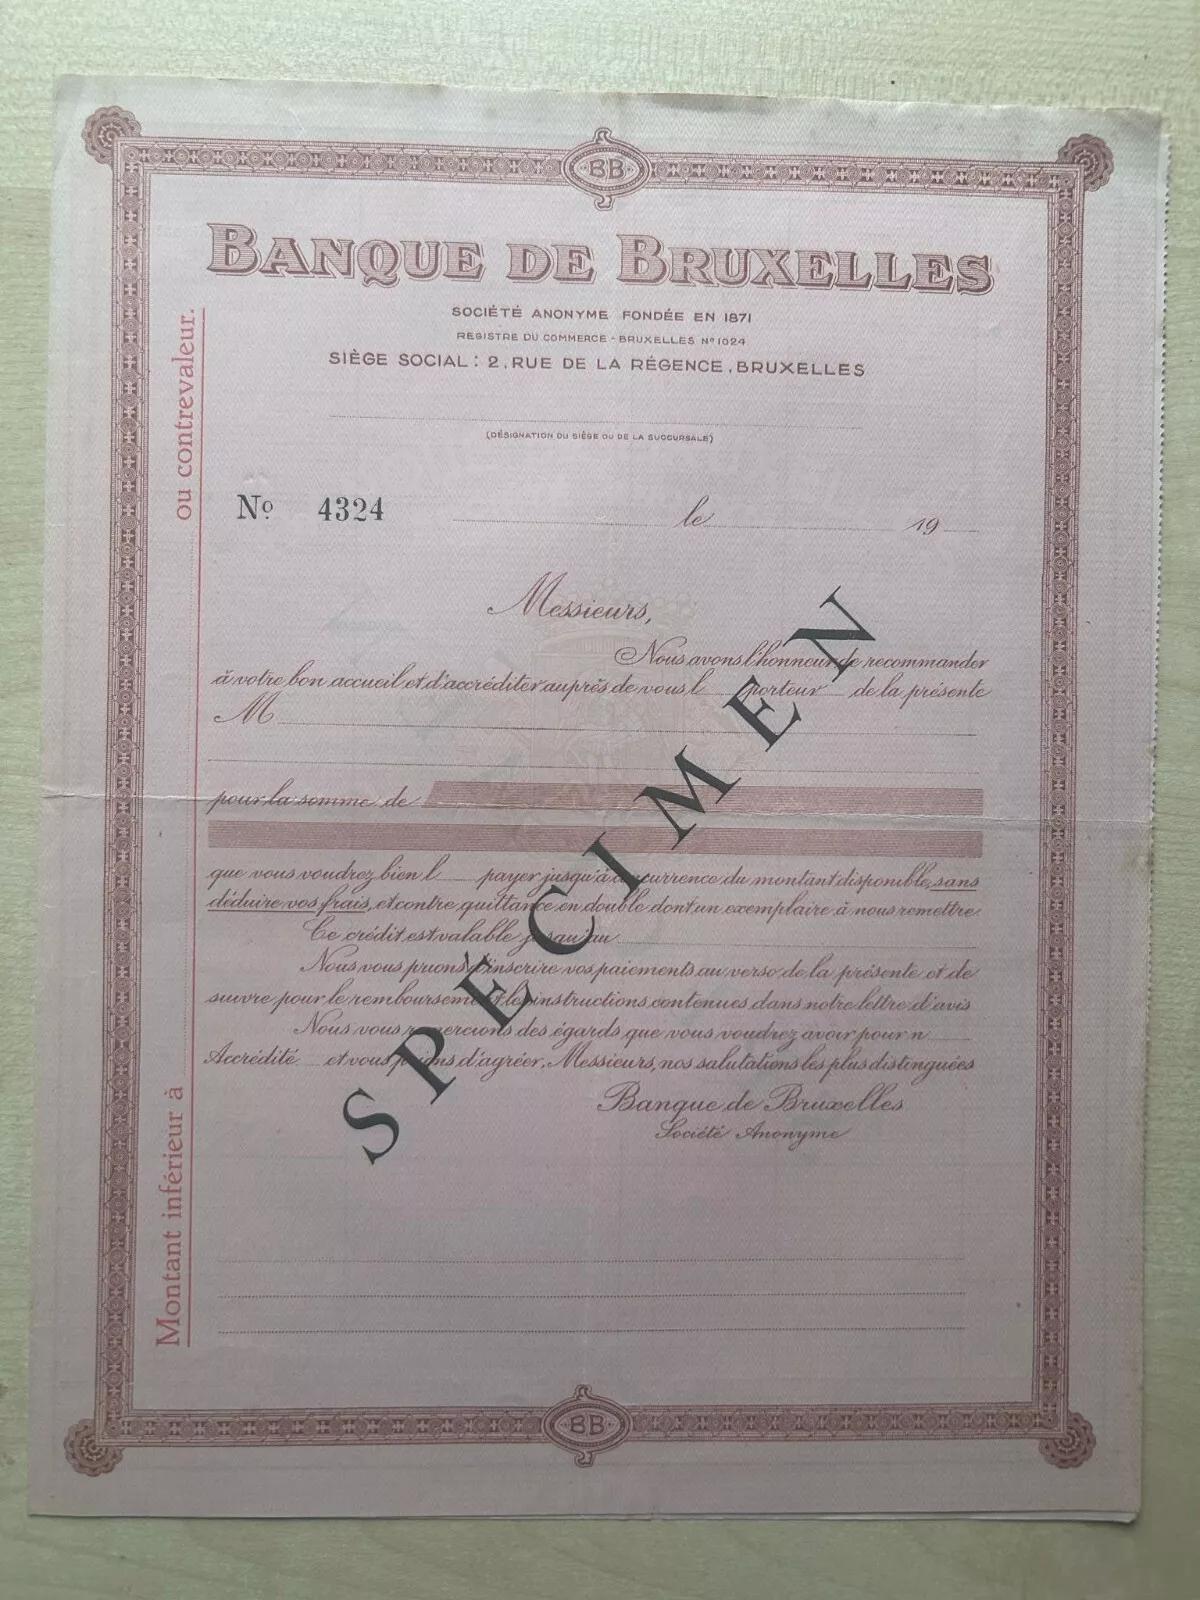 BB
BANQUE DE BRUXELLES
SOCIÉTÉ ANONYME FONDÉE EN 1871
REGISTRE DU COMMERCE - BRUXELLES Nº 1024
SIÈGE SOCIAL : 2, RUE DE LA RÉGENCE, BRUXELLES
(DÉSIGNATION DU SIÈGE OU DE LA SUCCURSALE)
Nº 4324 le 19
Messieurs,
Nous avons l'honneur de recommander
à votre bon accueil et d'accréditer auprès de vous l porteur de la présente
M
pour la somme de
que vous voudrez bien l payer jusqu'à concurrence du montant disponible, sans
déduire vos frais, et contre quittance en double dont un exemplaire à nous remettre.
Ce crédit est valable jusqu'au
Nous vous prions d'inscrire vos paiements au verso de la présente et de
suivre pour le remboursement les instructions contenues dans notre lettre d'avis
Nous vous remercions des égards que vous voudrez avoir pour n
Accrédité et vous prions d'agréer, Messieurs, nos salutations les plus distinguées
Banque de Bruxelles
Société Anonyme
SPÉCIMEN
Montant inférieur à ou contrevaleur.
BB